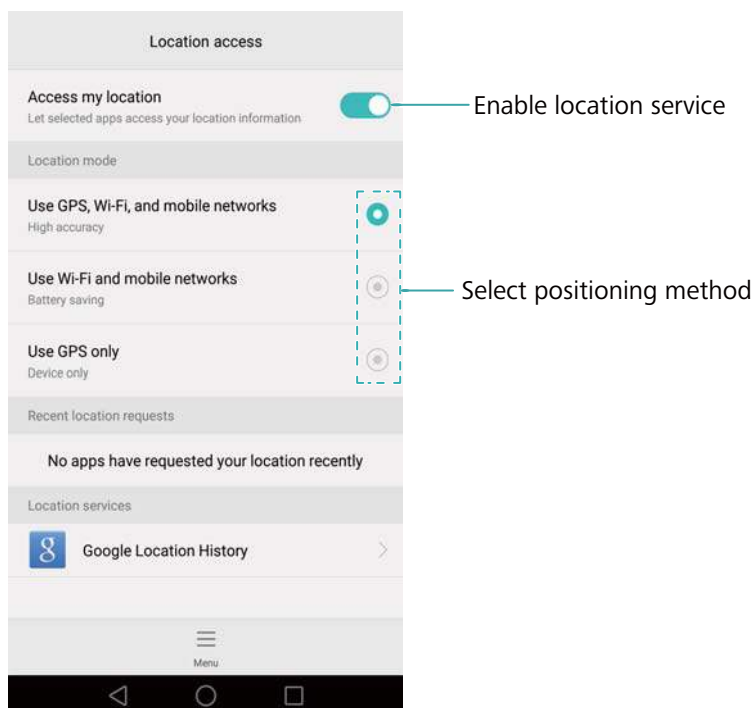 Location access
Access my location
Let selected apps access your location information
Enable location service
Location mode
Use GPS, Wi-Fi, and mobile networks
High accuracy
Use Wi-Fi and mobile networks
Battery saving
Select positioning method
Use GPS only
Device only
Recent location requests
No apps have requested your location recently
Location services
8 Google Location History
Menu